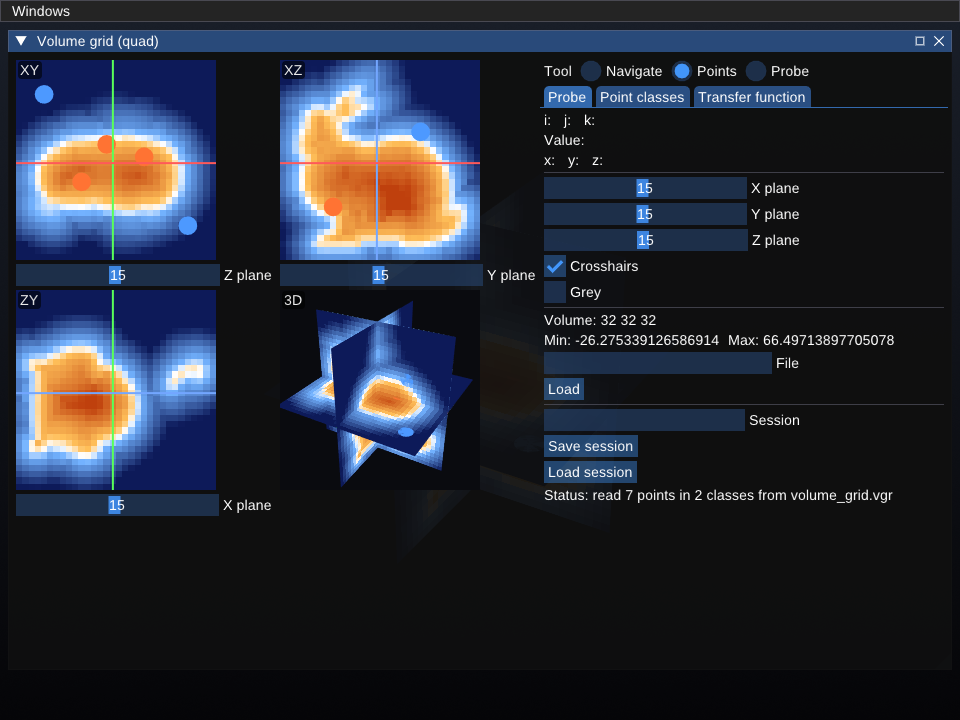 Windows
Volume grid (quad)
XY
XZ
Tool Navigate Points Probe
Probe Point classes Transfer function
i: j: k:
Value:
x: y: z:
15 X plane
15 Y plane
15 Z plane
Crosshairs
Grey
15 Z plane
15 Y plane
ZY
3D
Volume: 32 32 32
Min: -26.275339126586914 Max: 66.49713897705078
File
Load
Session
Save session
Load session
Status: read 7 points in 2 classes from volume_grid.vgr
15 X plane